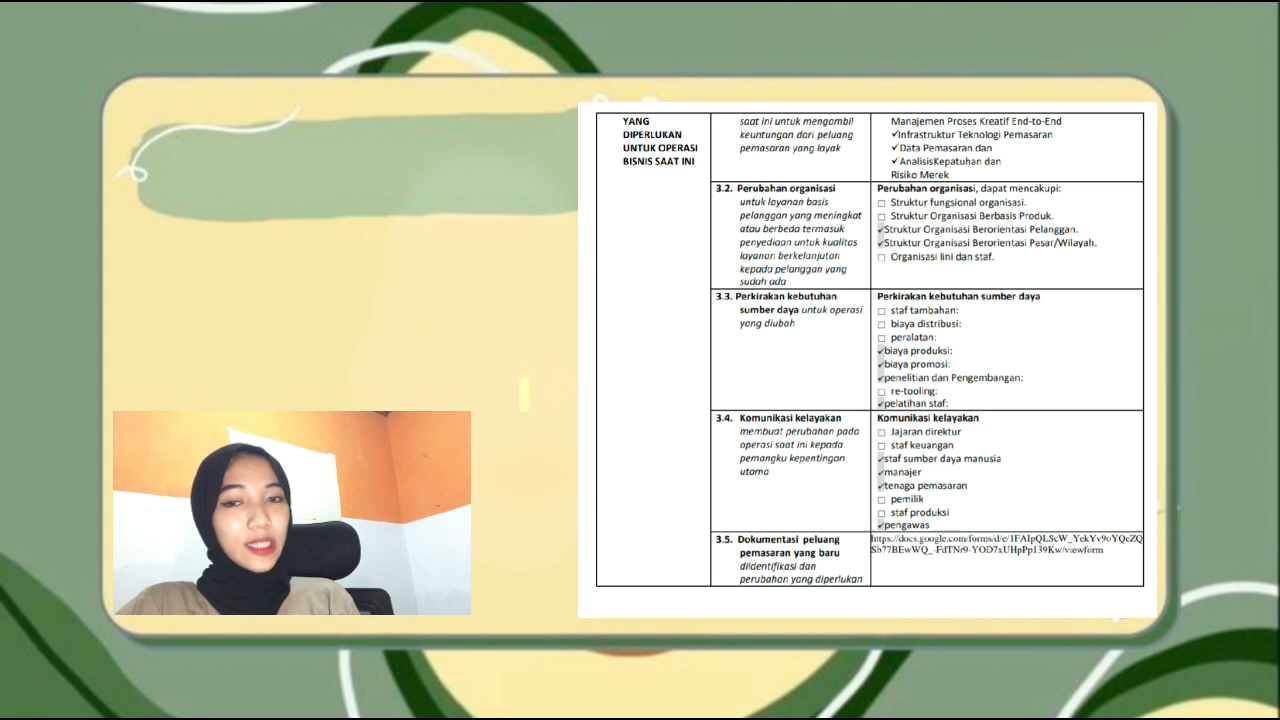 YANG
DIPERLUKAN
UNTUK OPERASI
BISNIS SAAT INI
saat ini untuk mengambil
keuntungan dari peluang
pemasaran yang layak
Manajemen Proses Kreatif End-to-End
✓Infrastruktur Teknologi Pemasaran
✓Data Pemasaran dan
✓AnalisisKepatuhan dan
Risiko Merek
3.2. Perubahan organisasi
untuk layanan basis
pelanggan yang meningkat
atau berbeda termasuk
penyediaan untuk kualitas
layanan berkelanjutan
kepada pelanggan yang
sudah ada
Perubahan organisasi, dapat mencakupi:
□ Struktur fungsional organisasi.
□ Struktur Organisasi Berbasis Produk.
✓Struktur Organisasi Berorientasi Pelanggan.
✓Struktur Organisasi Berorientasi Pasar/Wilayah.
□ Organisasi lini dan staf.
3.3. Perkirakan kebutuhan
sumber daya untuk operasi
yang diubah
Perkirakan kebutuhan sumber daya
□ staf tambahan:
□ biaya distribusi:
□ peralatan:
✓biaya produksi:
✓biaya promosi:
✓penelitian dan Pengembangan:
□ re-tooling:
✓pelatihan staf:
3.4. Komunikasi kelayakan
membuat perubahan pada
operasi saat ini kepada
pemangku kepentingan
utama
Komunikasi kelayakan
□ Jajaran direktur
□ staf keuangan
✓staf sumber daya manusia
✓manajer
✓tenaga pemasaran
□ pemilik
□ staf produksi
✓pengawas
3.5. Dokumentasi peluang
pemasaran yang baru
diidentifikasi dan
perubahan yang diperlukan
https://docs.google.com/forms/d/e/1FAIpQLScW_YekYv9oYQcZQ
Sb77BEwWQ_-FdTNr9-YOD7xUHpPp139Kw/viewform